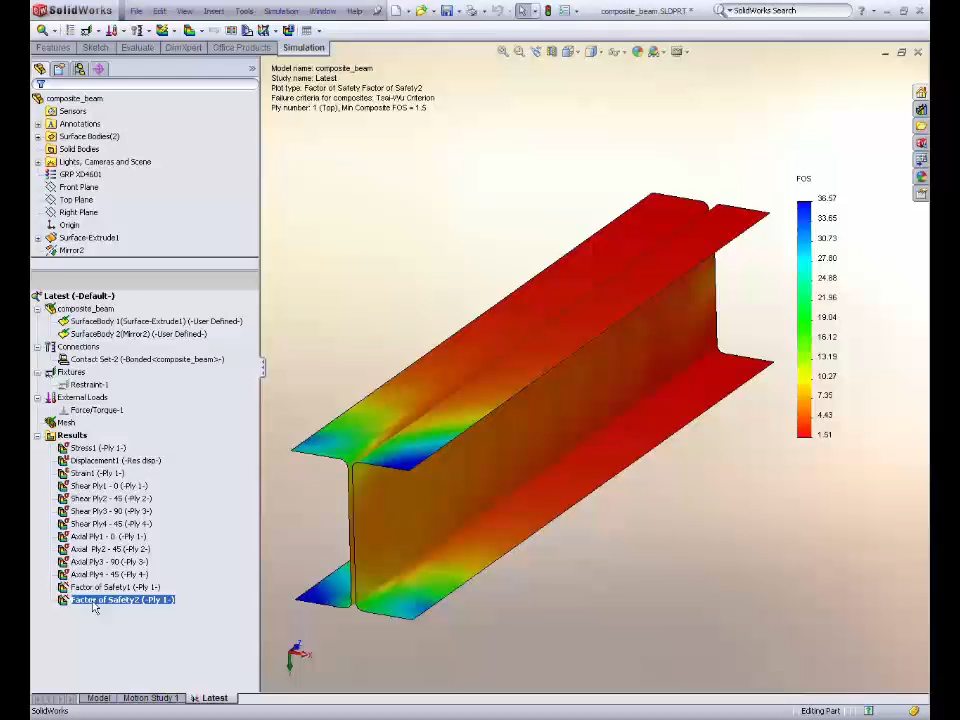 SolidWorks File Edit View Insert Tools Simulation Window Help composite_beam.SLDPRT * SolidWorks Search
Features Sketch Evaluate DimXpert Office Products Simulation
composite_beam
Sensors
Annotations
Surface Bodies(2)
Solid Bodies
Lights, Cameras and Scene
GRP XD4601
Front Plane
Top Plane
Right Plane
Origin
Surface-Extrude1
Mirror2
Latest (-Default-)
composite_beam
SurfaceBody 1(Surface-Extrude1) (-User Defined-)
SurfaceBody 2(Mirror2) (-User Defined-)
Connections
Contact Set-2 (-Bonded<composite_beam>-)
Fixtures
Restraint-1
External Loads
Force/Torque-1
Mesh
Results
Stress1 (-Ply 1-)
Displacement1 (-Res disp-)
Strain1 (-Ply 1-)
Shear Ply1 - 0 (-Ply 1-)
Shear Ply2 - 45 (-Ply 2-)
Shear Ply3 - 90 (-Ply 3-)
Shear Ply4 - 45 (-Ply 4-)
Axial Ply1 - 0. (-Ply 1-)
Axial Ply2 - 45 (-Ply 2-)
Axial Ply3 - 90 (-Ply 3-)
Axial Ply4 - 45 (-Ply 4-)
Factor of Safety1 (-Ply 1-)
Factor of Safety2 (-Ply 1-)
Model name: composite_beam
Study name: Latest
Plot type: Factor of Safety Factor of Safety2
Failure criteria for composites: Tsai-Wu Criterion
Ply number: 1 (Top), Min Composite FOS = 1.5
FOS
36.57
33.65
30.73
27.80
24.88
21.96
19.04
16.12
13.19
10.27
7.35
4.43
1.51
Z
X
Model Motion Study 1 Latest
SolidWorks Editing Part